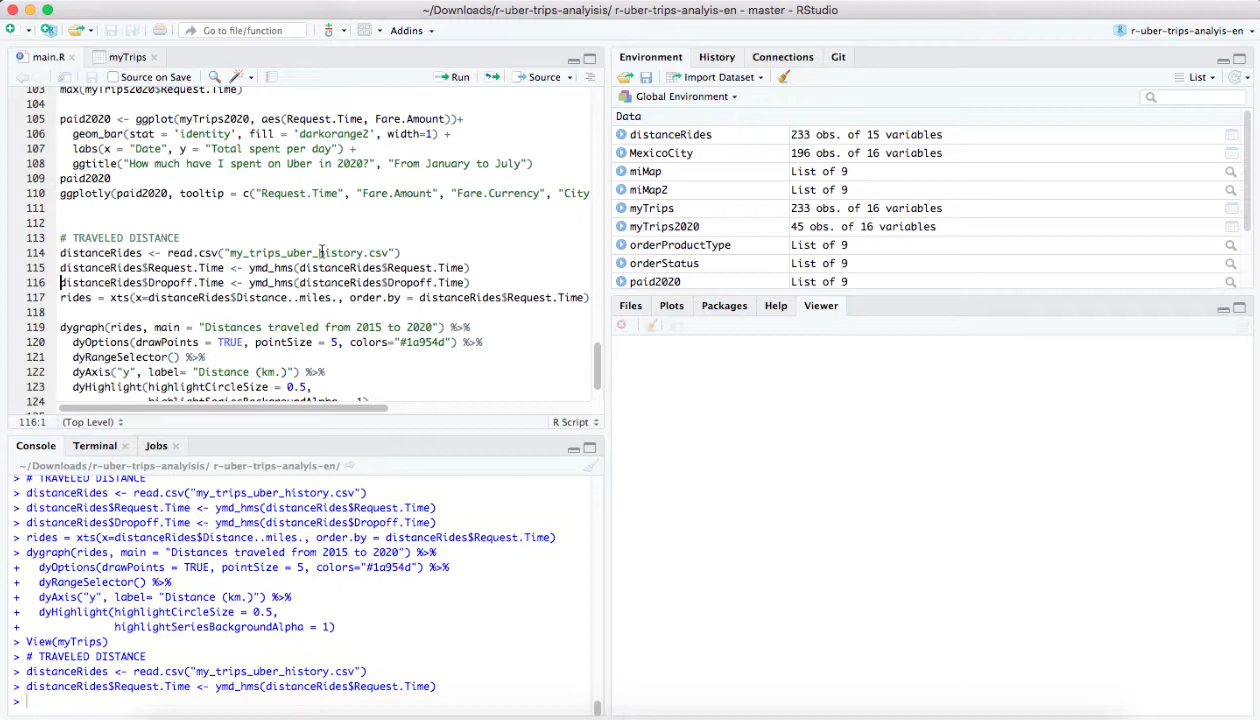 ~/Downloads/r-uber-trips-analyisis/ r-uber-trips-analyis-en - master - RStudio
Go to file/function
Addins
r-uber-trips-analyis-en
main.R
myTrips
Source on Save
Run
Source
103 max(myTrips2020$Request.Time)
104
105 paid2020 <- ggplot(myTrips2020, aes(Request.Time, Fare.Amount))+
106 geom_bar(stat = 'identity', fill = 'darkorange2', width=1) +
107 labs(x = "Date", y = "Total spent per day") +
108 ggtitle("How much have I spent on Uber in 2020?", "From January to July")
109 paid2020
110 ggplotly(paid2020, tooltip = c("Request.Time", "Fare.Amount", "Fare.Currency", "City
111
112
113 # TRAVELED DISTANCE
114 distanceRides <- read.csv("my_trips_uber_history.csv")
115 distanceRides$Request.Time <- ymd_hms(distanceRides$Request.Time)
116 distanceRides$Dropoff.Time <- ymd_hms(distanceRides$Dropoff.Time)
117 rides = xts(x=distanceRides$Distance..miles., order.by = distanceRides$Request.Time)
118
119 dygraph(rides, main = "Distances traveled from 2015 to 2020") %>%
120 dyOptions(drawPoints = TRUE, pointSize = 5, colors="#1a954d") %>%
121 dyRangeSelector() %>%
122 dyAxis("y", label= "Distance (km.)") %>%
123 dyHighlight(highlightCircleSize = 0.5,
124 highlightSeriesBackgroundAlpha = 1)
116:1 (Top Level) R Script
Console Terminal Jobs
~/Downloads/r-uber-trips-analyisis/ r-uber-trips-analyis-en/
> # TRAVELED DISTANCE
> distanceRides <- read.csv("my_trips_uber_history.csv")
> distanceRides$Request.Time <- ymd_hms(distanceRides$Request.Time)
> distanceRides$Dropoff.Time <- ymd_hms(distanceRides$Dropoff.Time)
> rides = xts(x=distanceRides$Distance..miles., order.by = distanceRides$Request.Time)
> dygraph(rides, main = "Distances traveled from 2015 to 2020") %>%
+ dyOptions(drawPoints = TRUE, pointSize = 5, colors="#1a954d") %>%
+ dyRangeSelector() %>%
+ dyAxis("y", label= "Distance (km.)") %>%
+ dyHighlight(highlightCircleSize = 0.5,
+ highlightSeriesBackgroundAlpha = 1)
> View(myTrips)
> # TRAVELED DISTANCE
> distanceRides <- read.csv("my_trips_uber_history.csv")
> distanceRides$Request.Time <- ymd_hms(distanceRides$Request.Time)
>
Environment History Connections Git
Import Dataset
List
Global Environment
Data
distanceRides 233 obs. of 15 variables
MexicoCity 196 obs. of 16 variables
miMap List of 9
miMap2 List of 9
myTrips 233 obs. of 16 variables
myTrips2020 45 obs. of 16 variables
orderProductType List of 9
orderStatus List of 9
paid2020 List of 9
Files Plots Packages Help Viewer